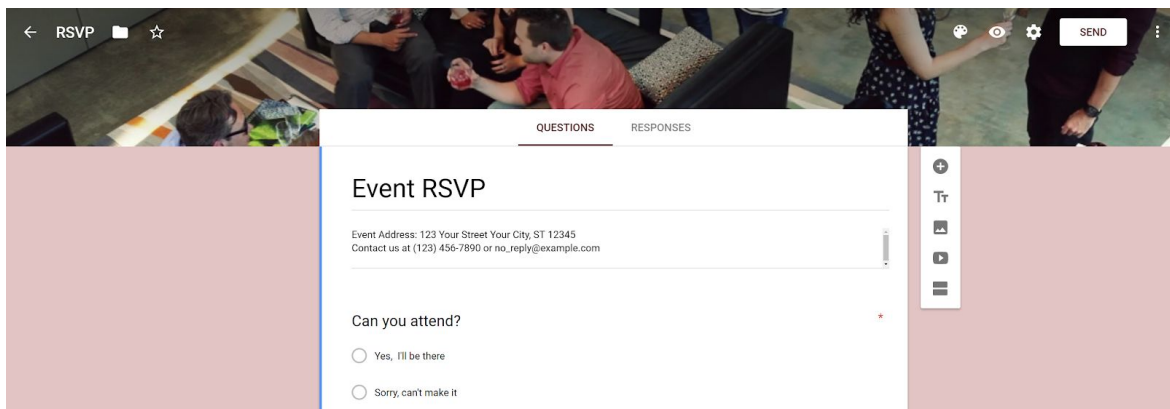 RSVP
SEND
QUESTIONS RESPONSES
Event RSVP
Event Address: 123 Your Street Your City, ST 12345
Contact us at (123) 456-7890 or no_reply@example.com
Can you attend? *
Yes, I'll be there
Sorry, can't make it